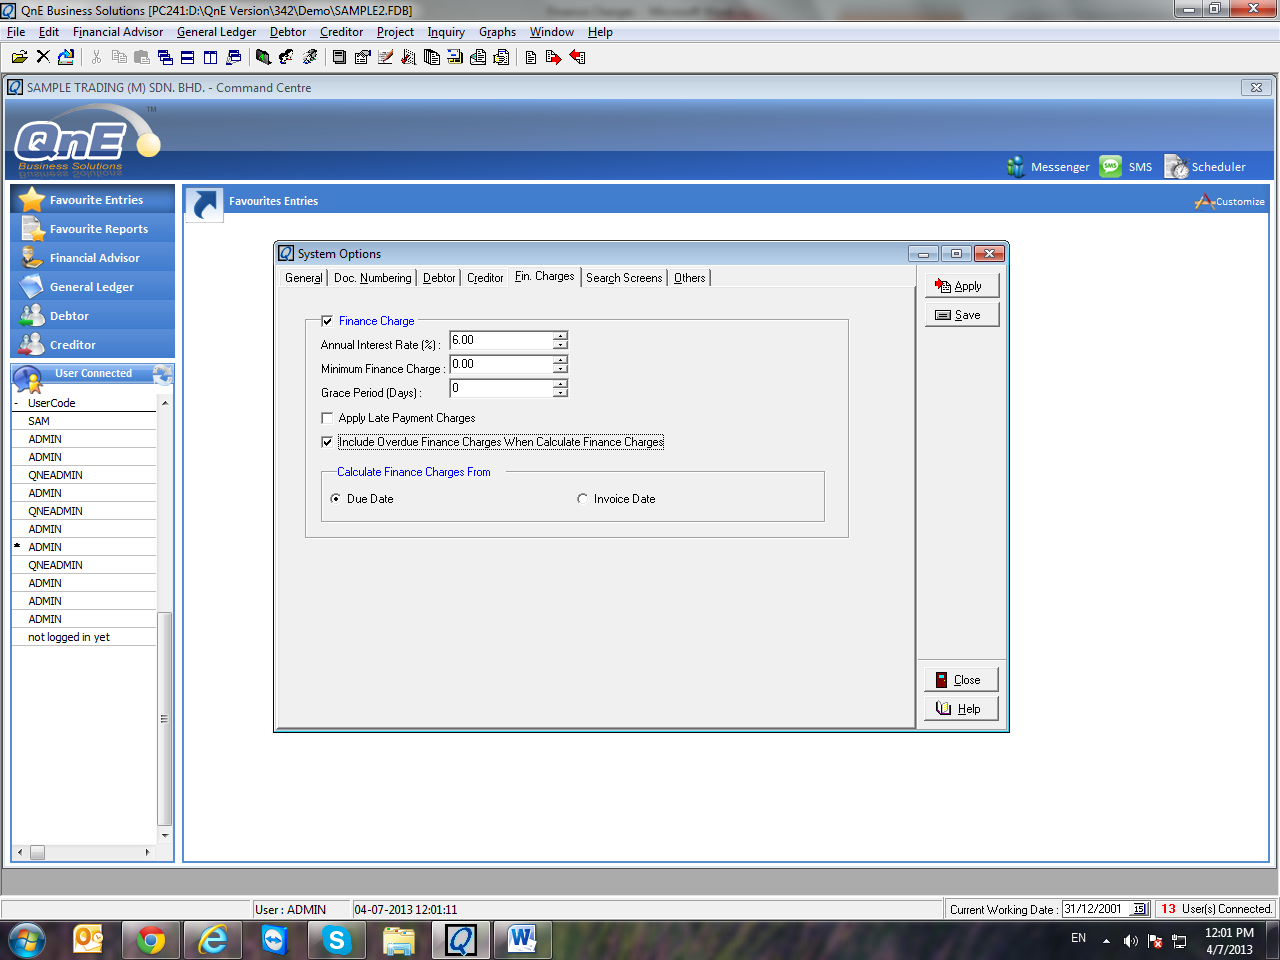 QnE Business Solutions [PC241:D:\QnE Version\342\Demo\SAMPLE2.FDB]
File Edit Financial Advisor General Ledger Debtor Creditor Project Inquiry Graphs Window Help
SAMPLE TRADING (M) SDN. BHD. - Command Centre
QnE TM
Business Solutions
Messenger SMS SMS Scheduler
Favourite Entries
Favourite Reports
Financial Advisor
General Ledger
Debtor
Creditor
User Connected
- UserCode
SAM
ADMIN
ADMIN
QNEADMIN
ADMIN
QNEADMIN
ADMIN
* ADMIN
QNEADMIN
ADMIN
ADMIN
ADMIN
not logged in yet
Favourites Entries
Customize
System Options
General Doc. Numbering Debtor Creditor Fin. Charges Search Screens Others
Finance Charge
Annual Interest Rate (%) : 6.00
Minimum Finance Charge : 0.00
Grace Period (Days) : 0
Apply Late Payment Charges
Include Overdue Finance Charges When Calculate Finance Charges
Calculate Finance Charges From
Due Date Invoice Date
Apply
Save
Close
Help
User : ADMIN 04-07-2013 12:01:11 Current Working Date : 31/12/2001 15 13 User(s) Connected.
EN 12:01 PM
4/7/2013